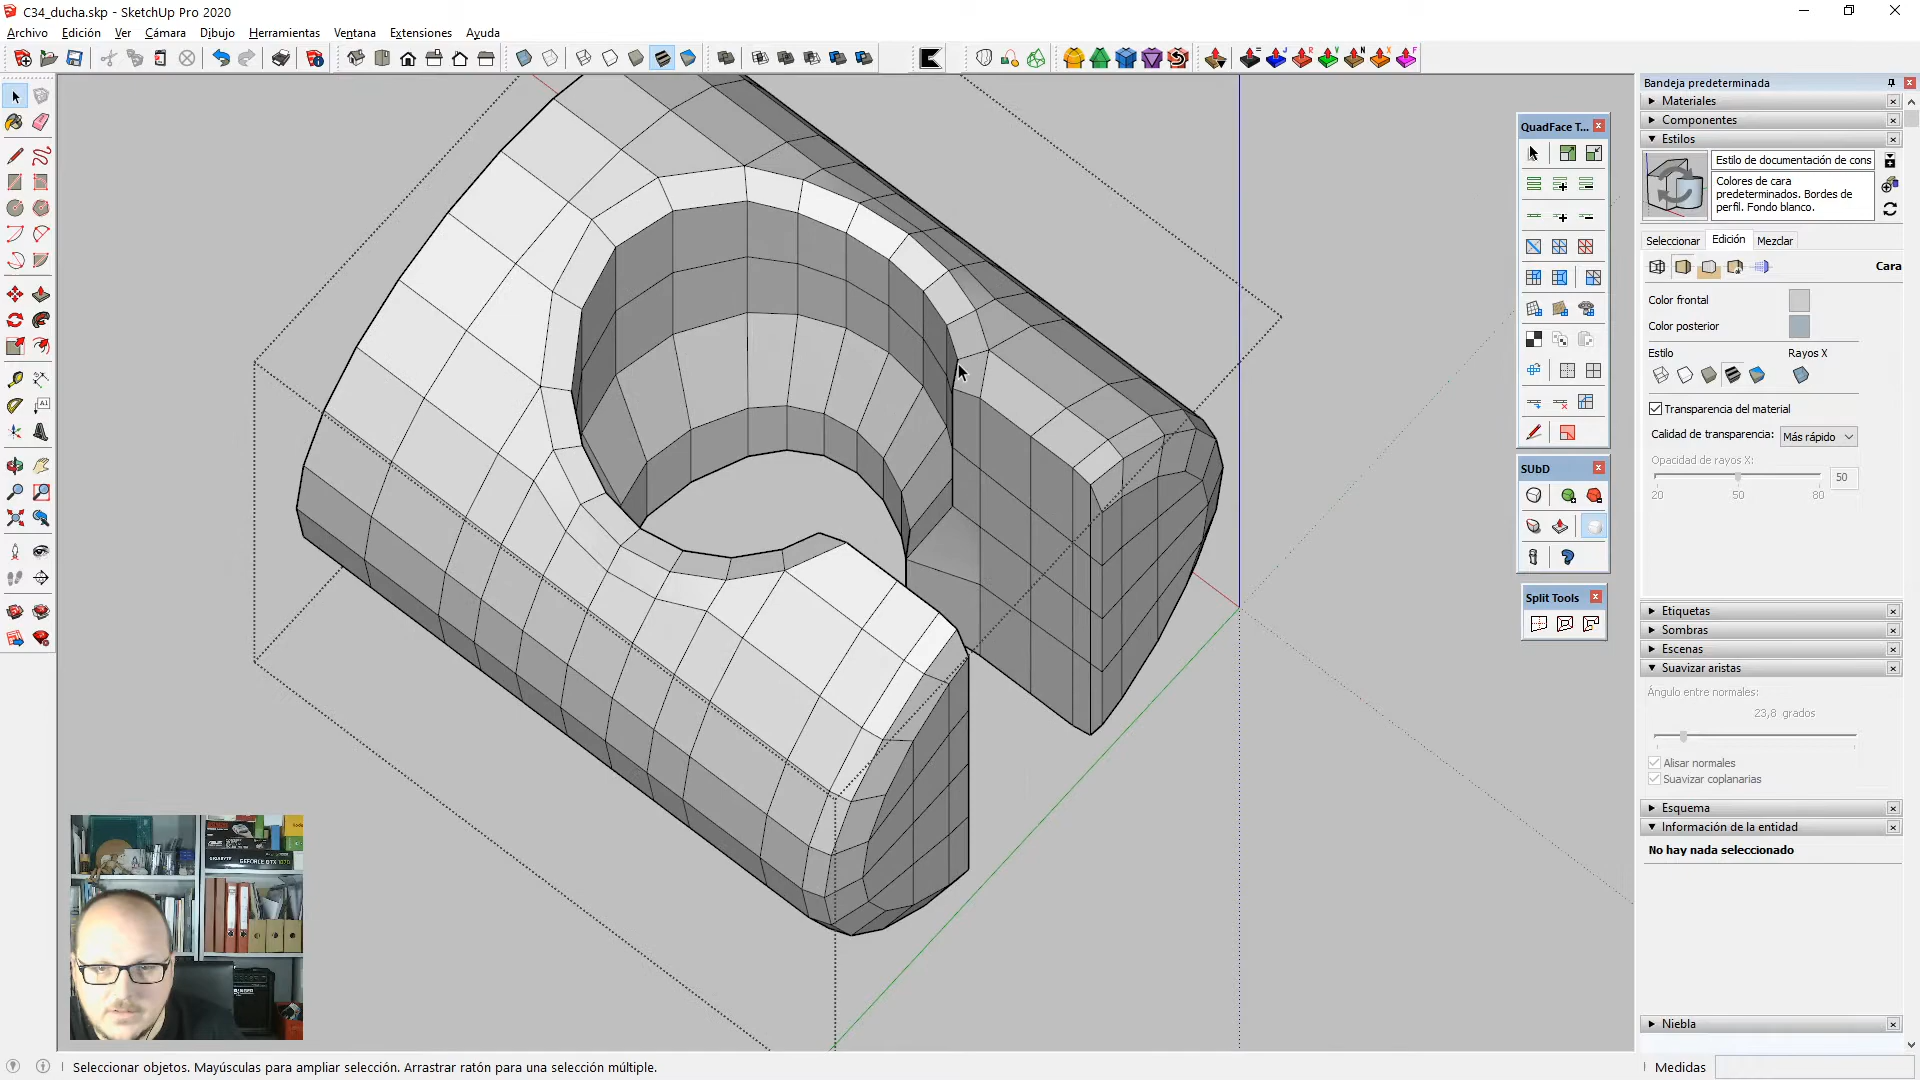 C34_ducha.skp - SketchUp Pro 2020
Archivo Edición Ver Cámara Dibujo Herramientas Ventana Extensiones Ayuda
Bandeja predeterminada
Materiales
Componentes
Estilos
Estilo de documentación de cons
Colores de cara
predeterminados. Bordes de
perfil. Fondo blanco.
Seleccionar Edición Mezclar
Cara
Color frontal
Color posterior
Estilo Rayos X
Transparencia del material
Calidad de transparencia: Más rápido
Opacidad de rayos X: 50
20 50 80
Etiquetas
Sombras
Escenas
Suavizar aristas
Ángulo entre normales:
23,8 grados
Alisar normales
Suavizar coplanarias
Esquema
Información de la entidad
No hay nada seleccionado
Niebla
QuadFace T...
SUbD
Split Tools
GIGABYTE
GEFORCE GTX 1070
Seleccionar objetos. Mayúsculas para ampliar selección. Arrastrar ratón para una selección múltiple.
Medidas